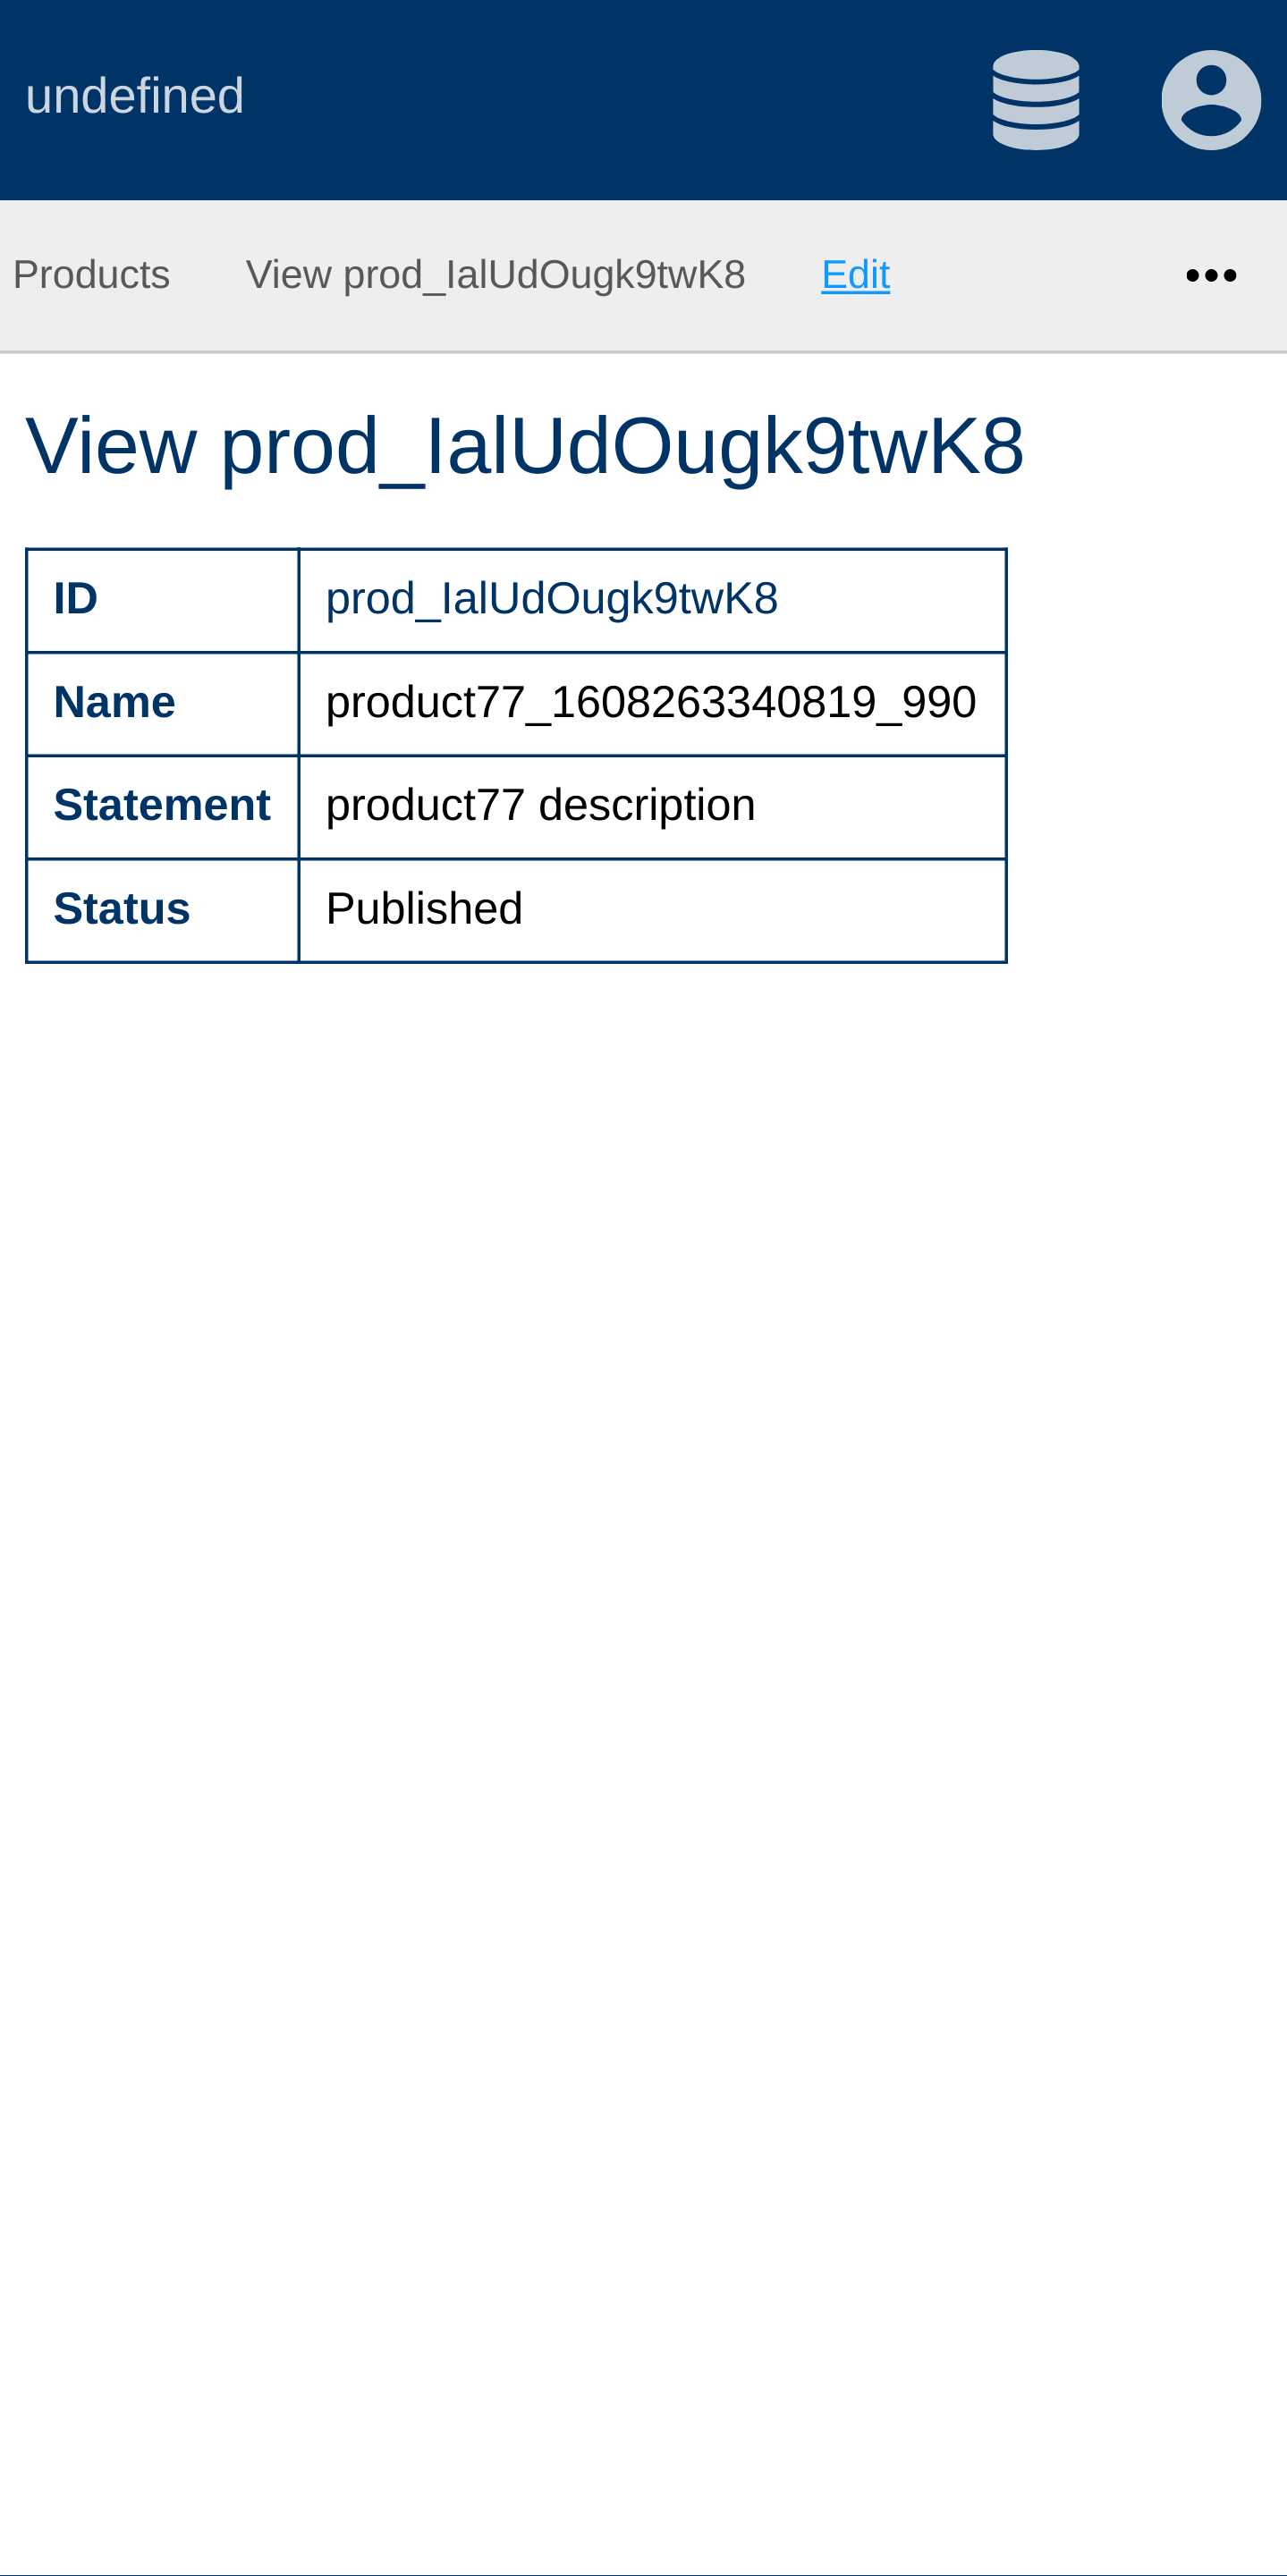 undefined
Products View prod_IalUdOugk9twK8 Edit
View prod_IalUdOugk9twK8
ID prod_IalUdOugk9twK8
Name product77_1608263340819_990
Statement product77 description
Status Published